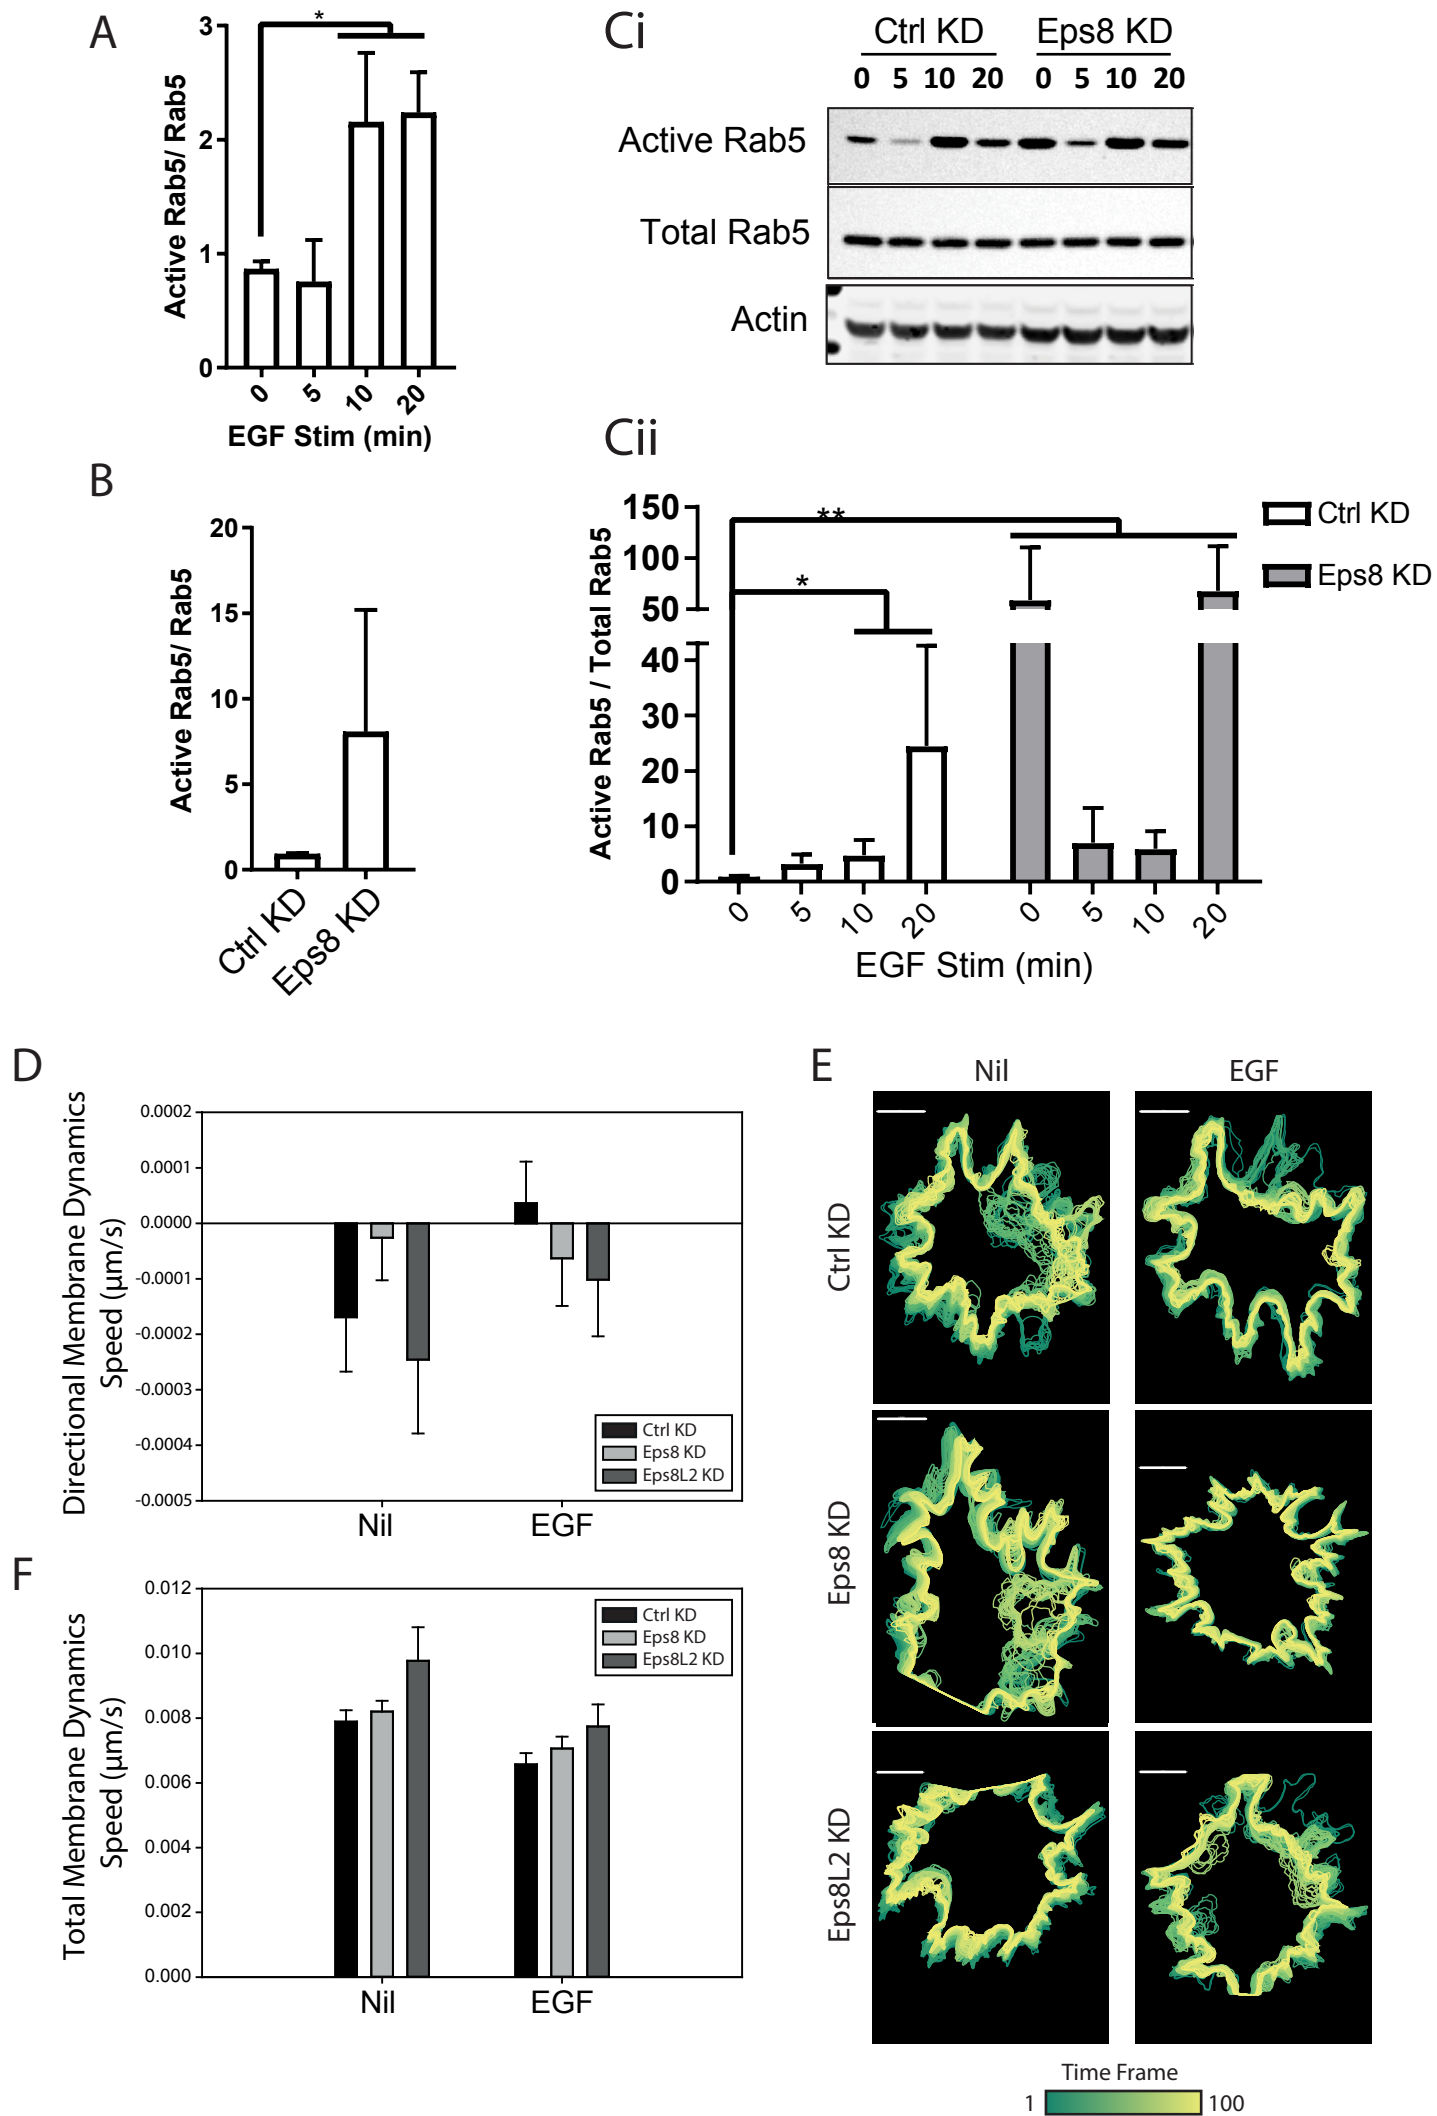 A
3
2
1
0
Active Rab5/ Rab5
*
0 5 10 20
EGF Stim (min)
B
20
15
10
5
0
Active Rab5/ Rab5
Ctrl KD
Eps8 KD
Ci
Ctrl KD Eps8 KD
0 5 10 20 0 5 10 20
Active Rab5
Total Rab5
Actin
Cii
150
100
50
40
30
20
10
0
Active Rab5 / Total Rab5
**
*
Ctrl KD
Eps8 KD
0 5 10 20 0 5 10 20
EGF Stim (min)
D
Directional Membrane Dynamics
Speed (µm/s)
0.0002
0.0001
0.0000
-0.0001
-0.0002
-0.0003
-0.0004
-0.0005
Ctrl KD
Eps8 KD
Eps8L2 KD
Nil EGF
E
Nil EGF
Ctrl KD
Eps8 KD
Eps8L2 KD
Time Frame
1 100
F
Total Membrane Dynamics
Speed (µm/s)
0.012
0.010
0.008
0.006
0.004
0.002
0.000
Ctrl KD
Eps8 KD
Eps8L2 KD
Nil EGF